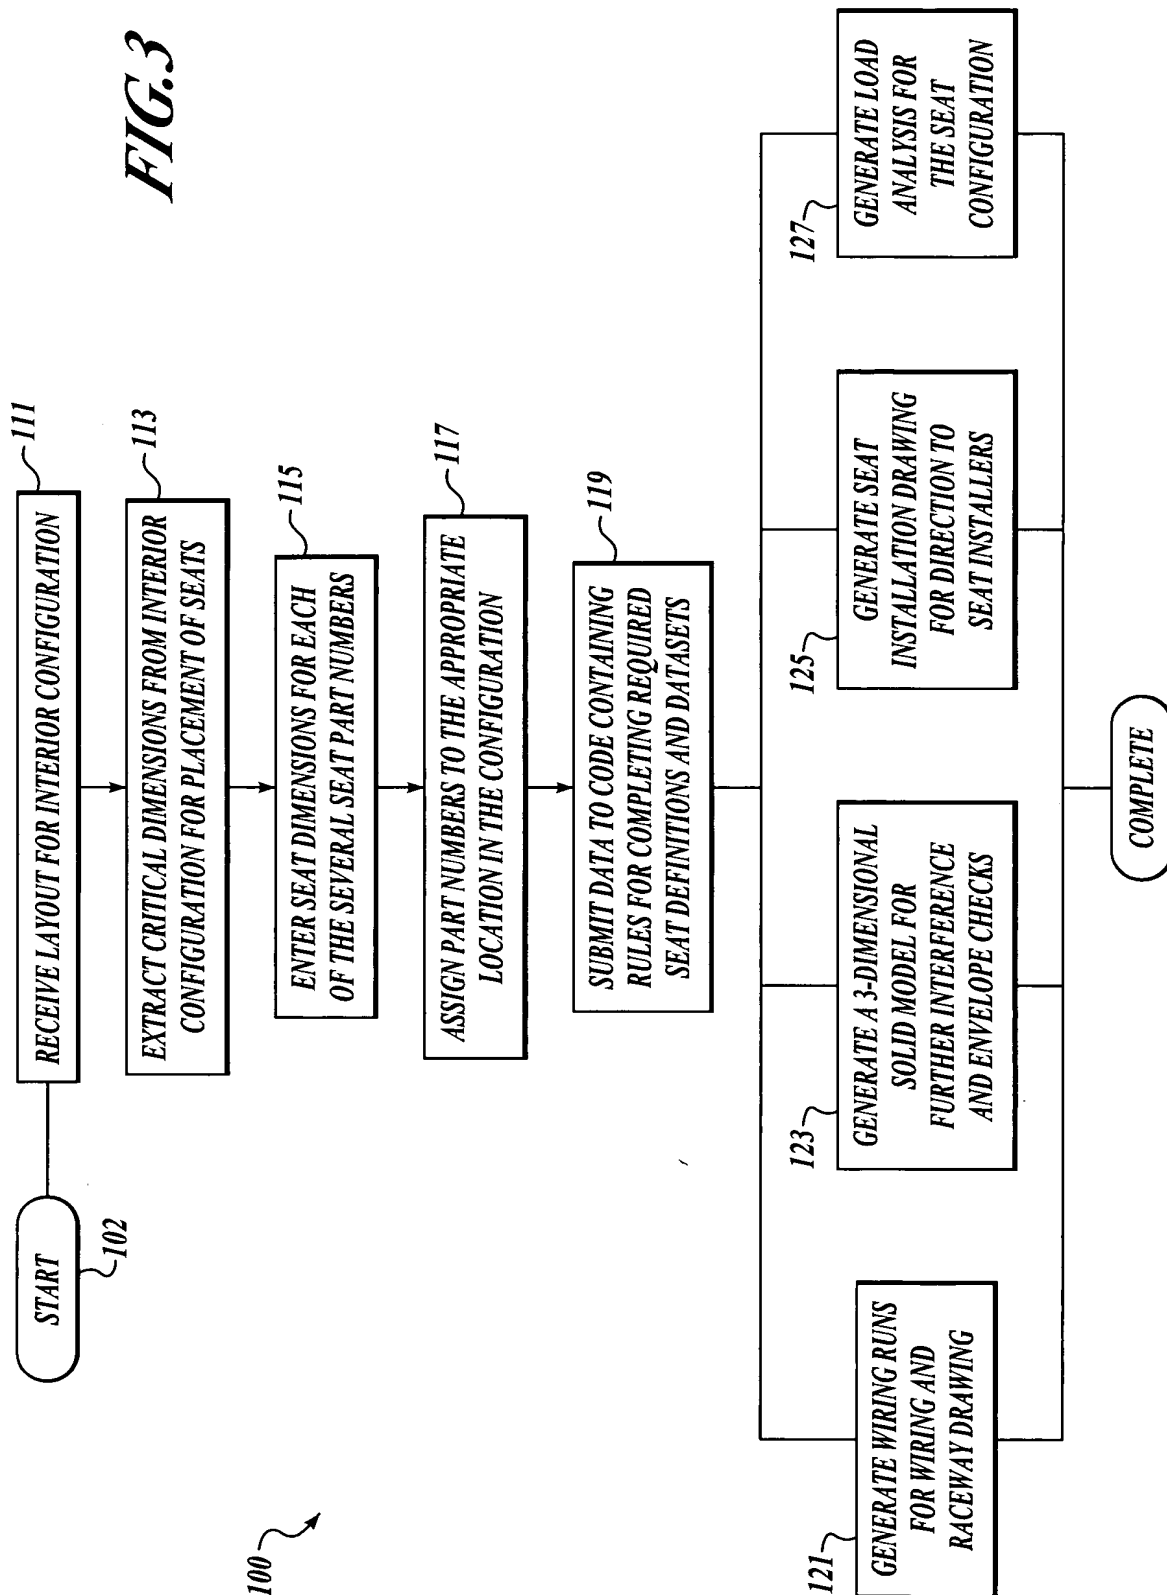 100
START
102
RECEIVE LAYOUT FOR INTERIOR CONFIGURATION
111
EXTRACT CRITICAL DIMENSIONS FROM INTERIOR
CONFIGURATION FOR PLACEMENT OF SEATS
113
ENTER SEAT DIMENSIONS FOR EACH
OF THE SEVERAL SEAT PART NUMBERS
115
ASSIGN PART NUMBERS TO THE APPROPRIATE
LOCATION IN THE CONFIGURATION
117
SUBMIT DATA TO CODE CONTAINING
RULES FOR COMPLETING REQUIRED
SEAT DEFINITIONS AND DATASETS
119
121
GENERATE WIRING RUNS
FOR WIRING AND
RACEWAY DRAWING
123
GENERATE A 3-DIMENSIONAL
SOLID MODEL FOR
FURTHER INTERFERENCE
AND ENVELOPE CHECKS
125
GENERATE SEAT
INSTALLATION DRAWING
FOR DIRECTION TO
SEAT INSTALLERS
127
GENERATE LOAD
ANALYSIS FOR
THE SEAT
CONFIGURATION
COMPLETE
FIG.3